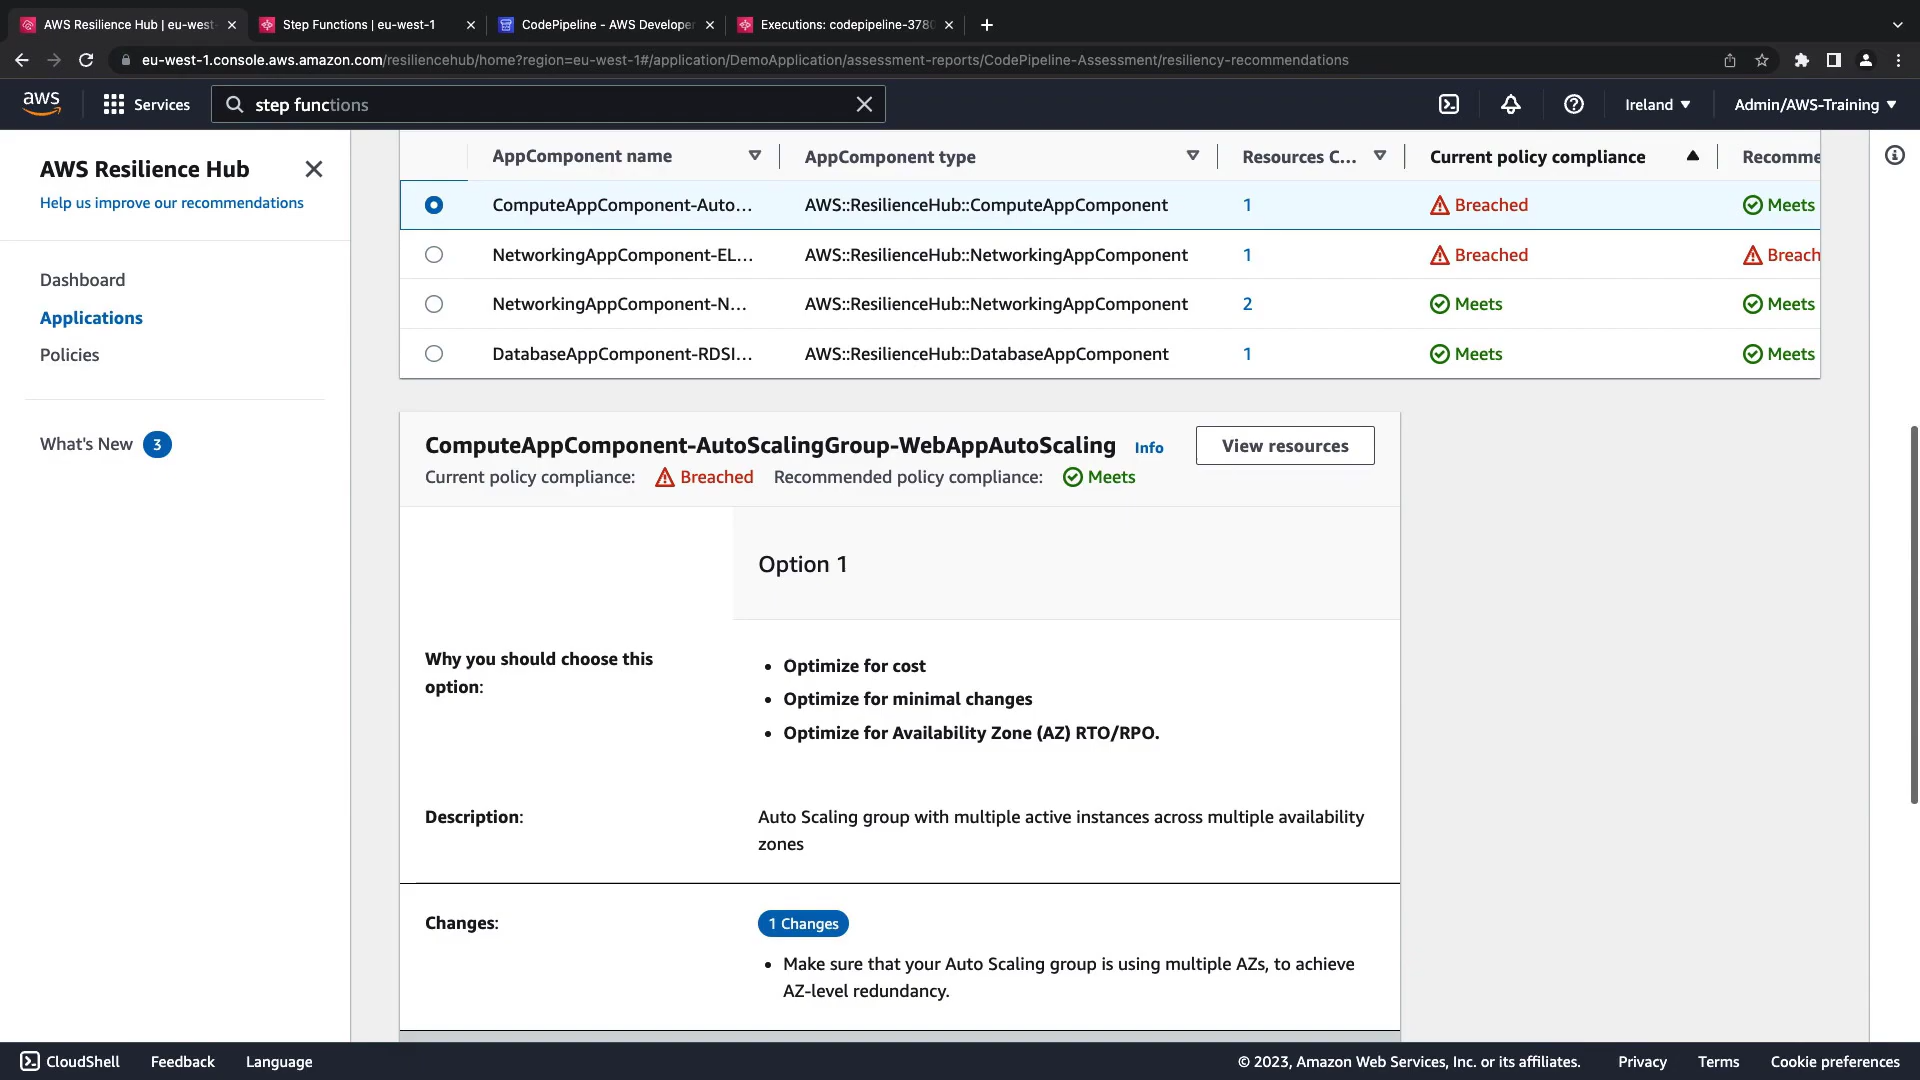 AWS Resilience Hub | eu-west-
Step Functions | eu-west-1
CodePipeline - AWS Developer
Executions: codepipeline-3780
eu-west-1.console.aws.amazon.com/resiliencehub/home?region=eu-west-1#/application/DemoApplication/assessment-reports/CodePipeline-Assessment/resiliency-recommendations
aws
Services
step functions
Ireland
Admin/AWS-Training
AWS Resilience Hub
Help us improve our recommendations
Dashboard
Applications
Policies
What's New 3
AppComponent name AppComponent type Resources C... Current policy compliance Recomme
ComputeAppComponent-Auto... AWS::ResilienceHub::ComputeAppComponent 1 Breached Meets
NetworkingAppComponent-EL... AWS::ResilienceHub::NetworkingAppComponent 1 Breached Breach
NetworkingAppComponent-N... AWS::ResilienceHub::NetworkingAppComponent 2 Meets Meets
DatabaseAppComponent-RDSI... AWS::ResilienceHub::DatabaseAppComponent 1 Meets Meets
ComputeAppComponent-AutoScalingGroup-WebAppAutoScaling Info View resources
Current policy compliance: Breached Recommended policy compliance: Meets
Option 1
Why you should choose this
option:
• Optimize for cost
• Optimize for minimal changes
• Optimize for Availability Zone (AZ) RTO/RPO.
Description: Auto Scaling group with multiple active instances across multiple availability
zones
Changes: 1 Changes
• Make sure that your Auto Scaling group is using multiple AZs, to achieve
AZ-level redundancy.
CloudShell Feedback Language © 2023, Amazon Web Services, Inc. or its affiliates. Privacy Terms Cookie preferences